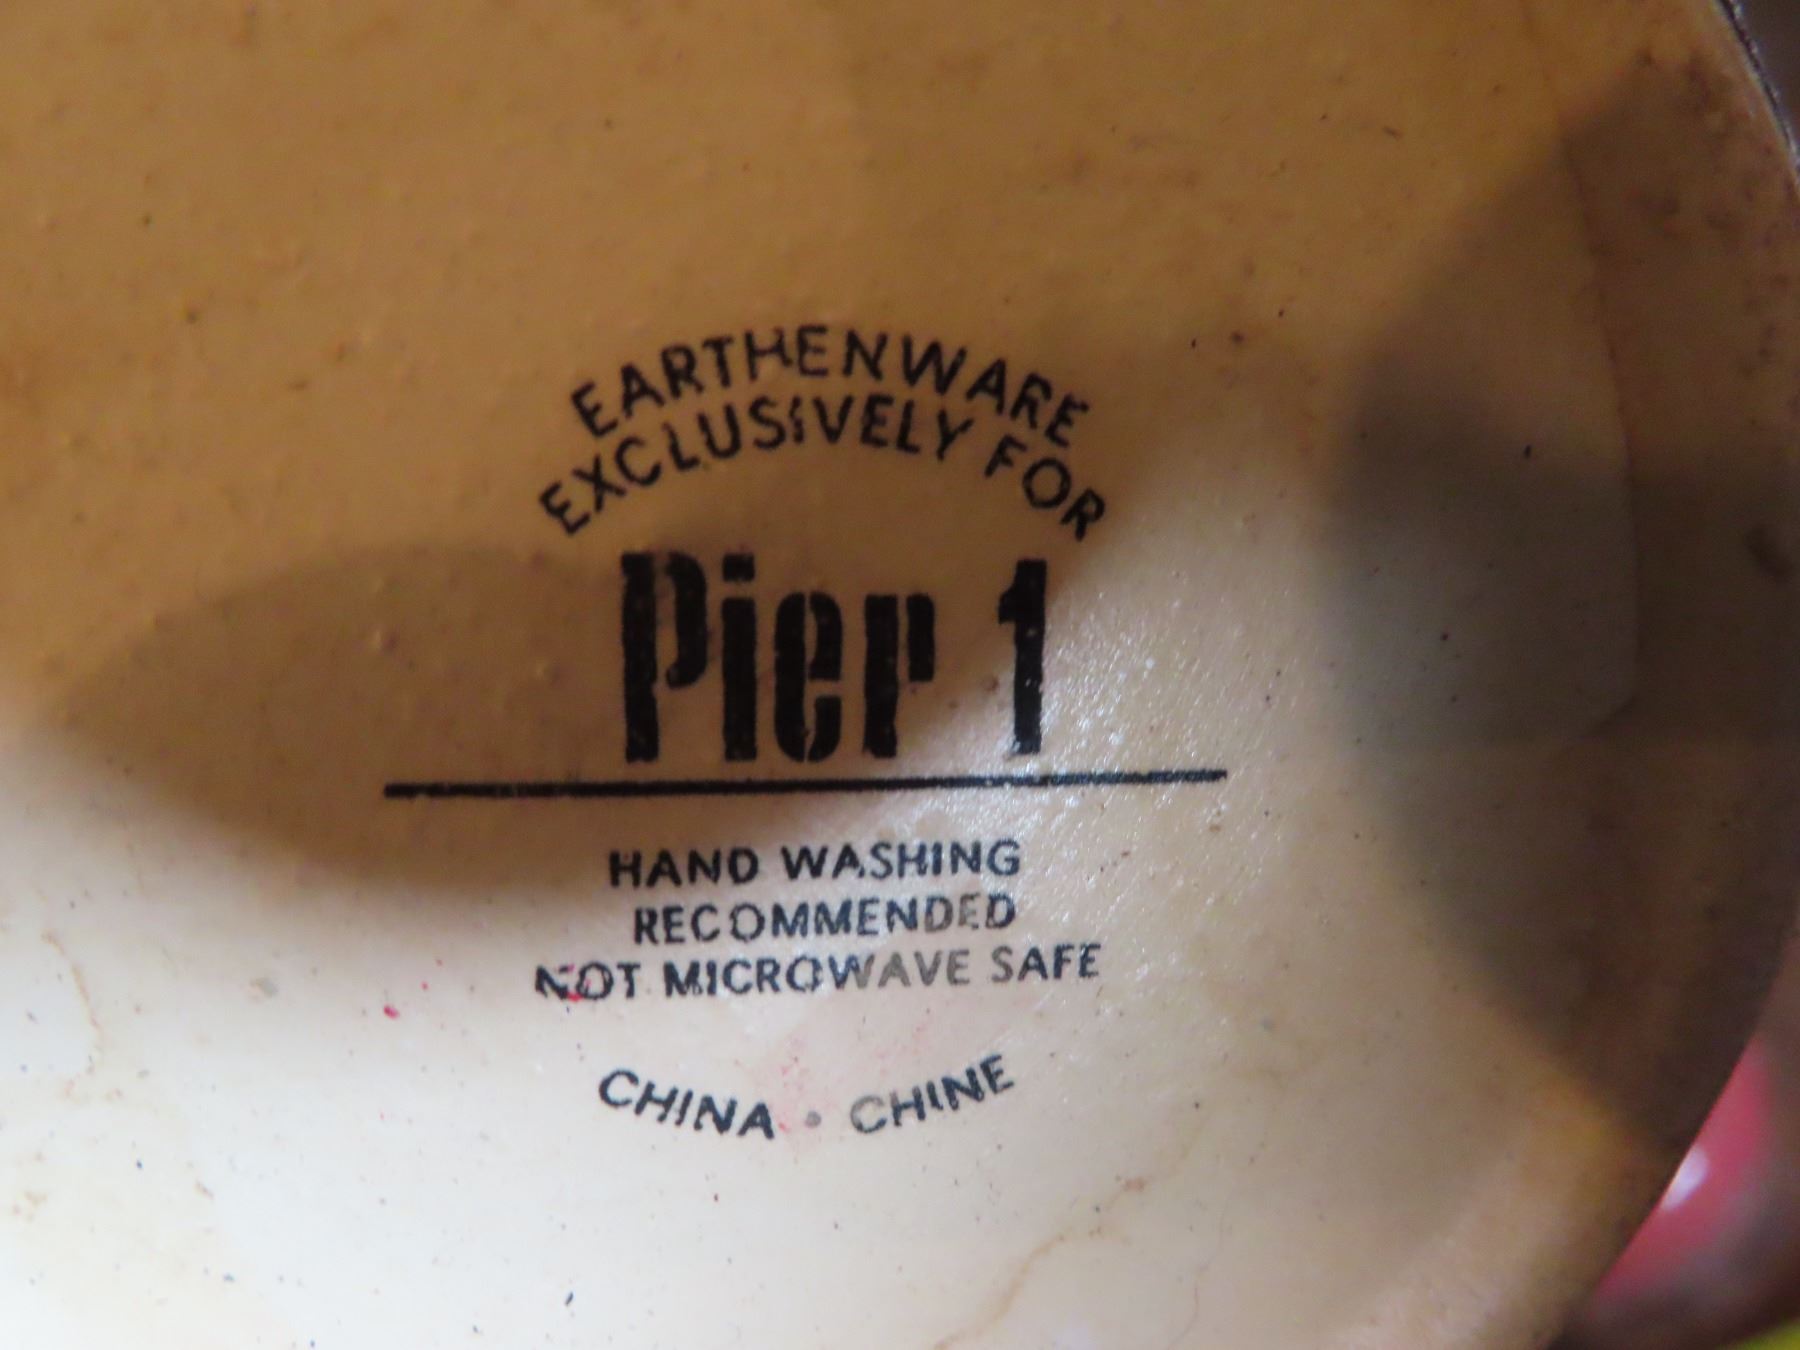 EARTHENWARE
EXCLUSIVELY FOR
Pier 1
HAND WASHING
RECOMMENDED
NOT MICROWAVE SAFE
CHINA • CHINE